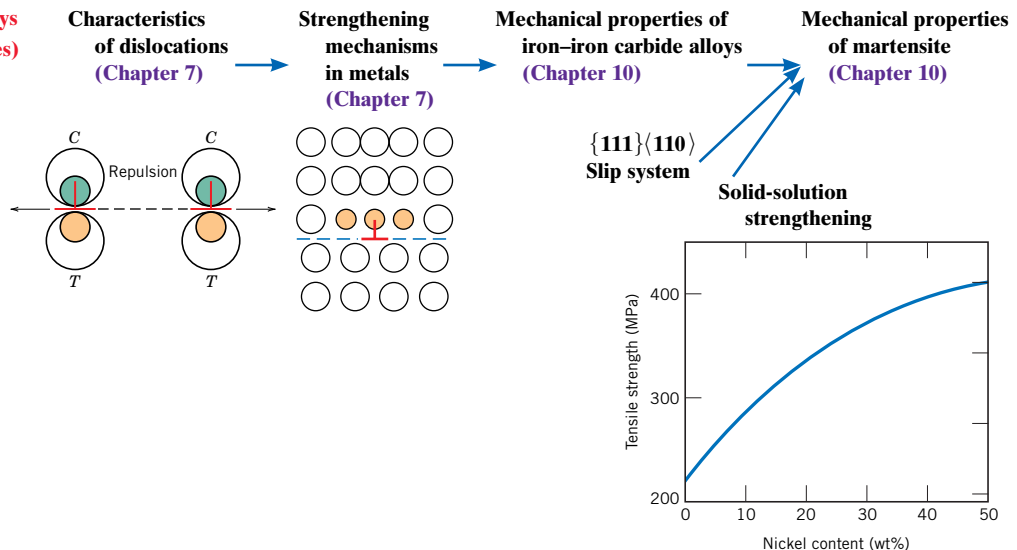 ys
es)
Characteristics
of dislocations
(Chapter 7)
Strengthening
mechanisms
in metals
(Chapter 7)
Mechanical properties of
iron–iron carbide alloys
(Chapter 10)
Mechanical properties
of martensite
(Chapter 10)
{111}⟨110⟩
Slip system
Solid-solution
strengthening
C
C
Repulsion
T
T
Tensile strength (MPa)
400
300
200
0 10 20 30 40 50
Nickel content (wt%)